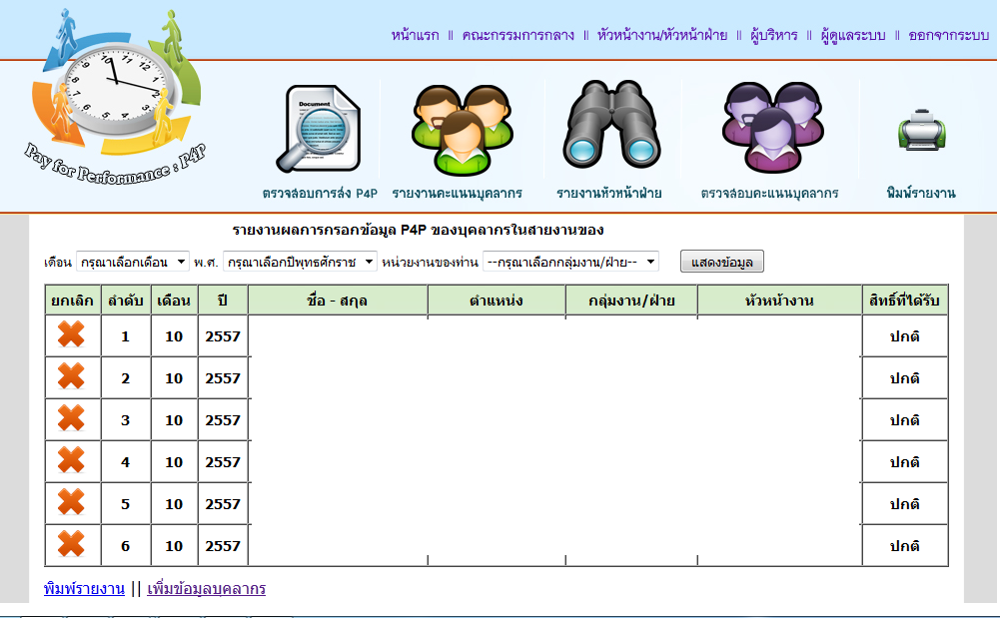 หน้าแรก || คณะกรรมการกลาง || หัวหน้างาน/หัวหน้าฝ่าย || ผู้บริหาร || ผู้ดูแลระบบ || ออกจากระบบ
11 12 1 2 3 4 5 6 7 8 9 10
Pay for Performance : P4P
Document
ตรวจสอบการส่ง P4P รายงานคะแนนบุคลากร รายงานหัวหน้าฝ่าย ตรวจสอบคะแนนบุคลากร พิมพ์รายงาน
รายงานผลการกรอกข้อมูล P4P ของบุคลากรในสายงานของ
เดือน กรุณาเลือกเดือน พ.ศ. กรุณาเลือกปีพุทธศักราช หน่วยงานของท่าน --กรุณาเลือกกลุ่มงาน/ฝ่าย-- แสดงข้อมูล
ยกเลิก ลำดับ เดือน ปี ชื่อ - สกุล ตำแหน่ง กลุ่มงาน/ฝ่าย หัวหน้างาน สิทธิ์ที่ได้รับ
1 10 2557 ปกติ
2 10 2557 ปกติ
3 10 2557 ปกติ
4 10 2557 ปกติ
5 10 2557 ปกติ
6 10 2557 ปกติ
พิมพ์รายงาน || เพิ่มข้อมูลบุคลากร